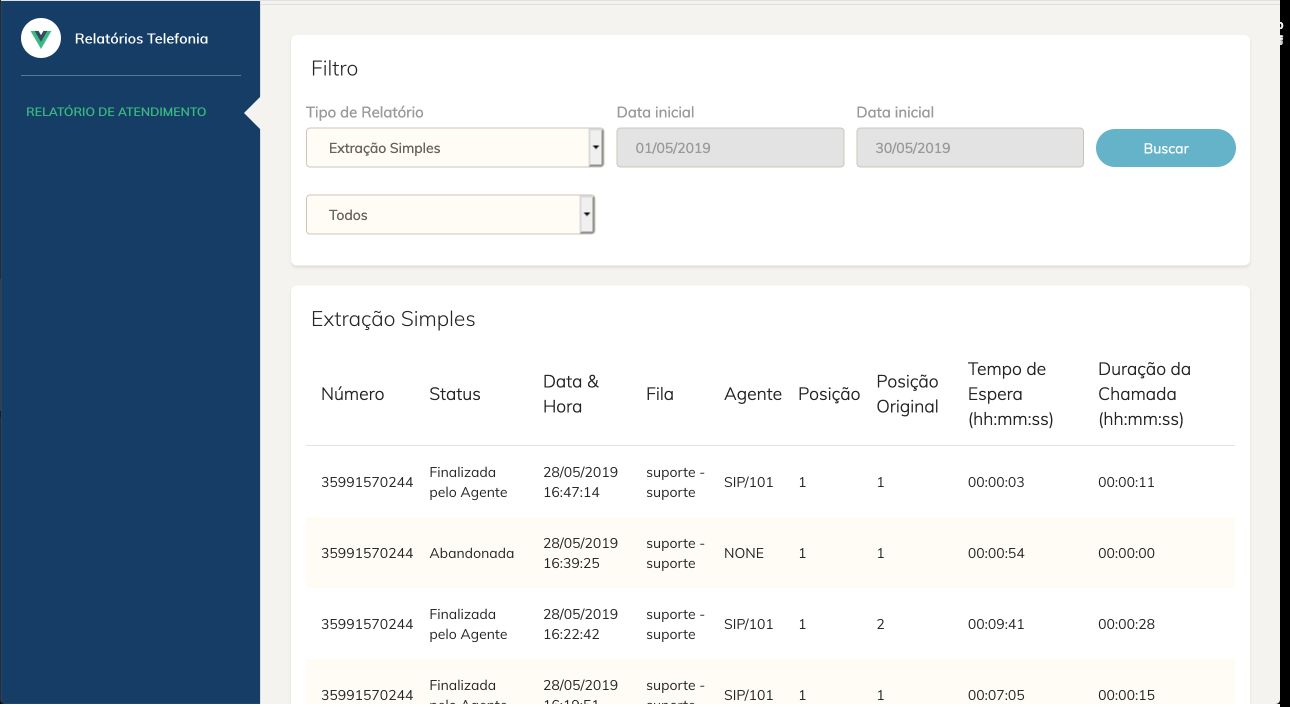 Relatórios Telefonia
RELATÓRIO DE ATENDIMENTO
Filtro
Tipo de Relatório
Data inicial
Data inicial
Extração Simples
01/05/2019
30/05/2019
Buscar
Todos
Extração Simples
Número
Status
Data &
Hora
Fila
Agente
Posição
Posição
Original
Tempo de
Espera
(hh:mm:ss)
Duração da
Chamada
(hh:mm:ss)
35991570244
Finalizada
pelo Agente
28/05/2019
16:47:14
suporte -
suporte
SIP/101
1
1
00:00:03
00:00:11
35991570244
Abandonada
28/05/2019
16:39:25
suporte -
suporte
NONE
1
1
00:00:54
00:00:00
35991570244
Finalizada
pelo Agente
28/05/2019
16:22:42
suporte -
suporte
SIP/101
1
2
00:09:41
00:00:28
35991570244
Finalizada
pelo Agente
28/05/2019
16:19:51
suporte -
suporte
SIP/101
1
1
00:07:05
00:00:15